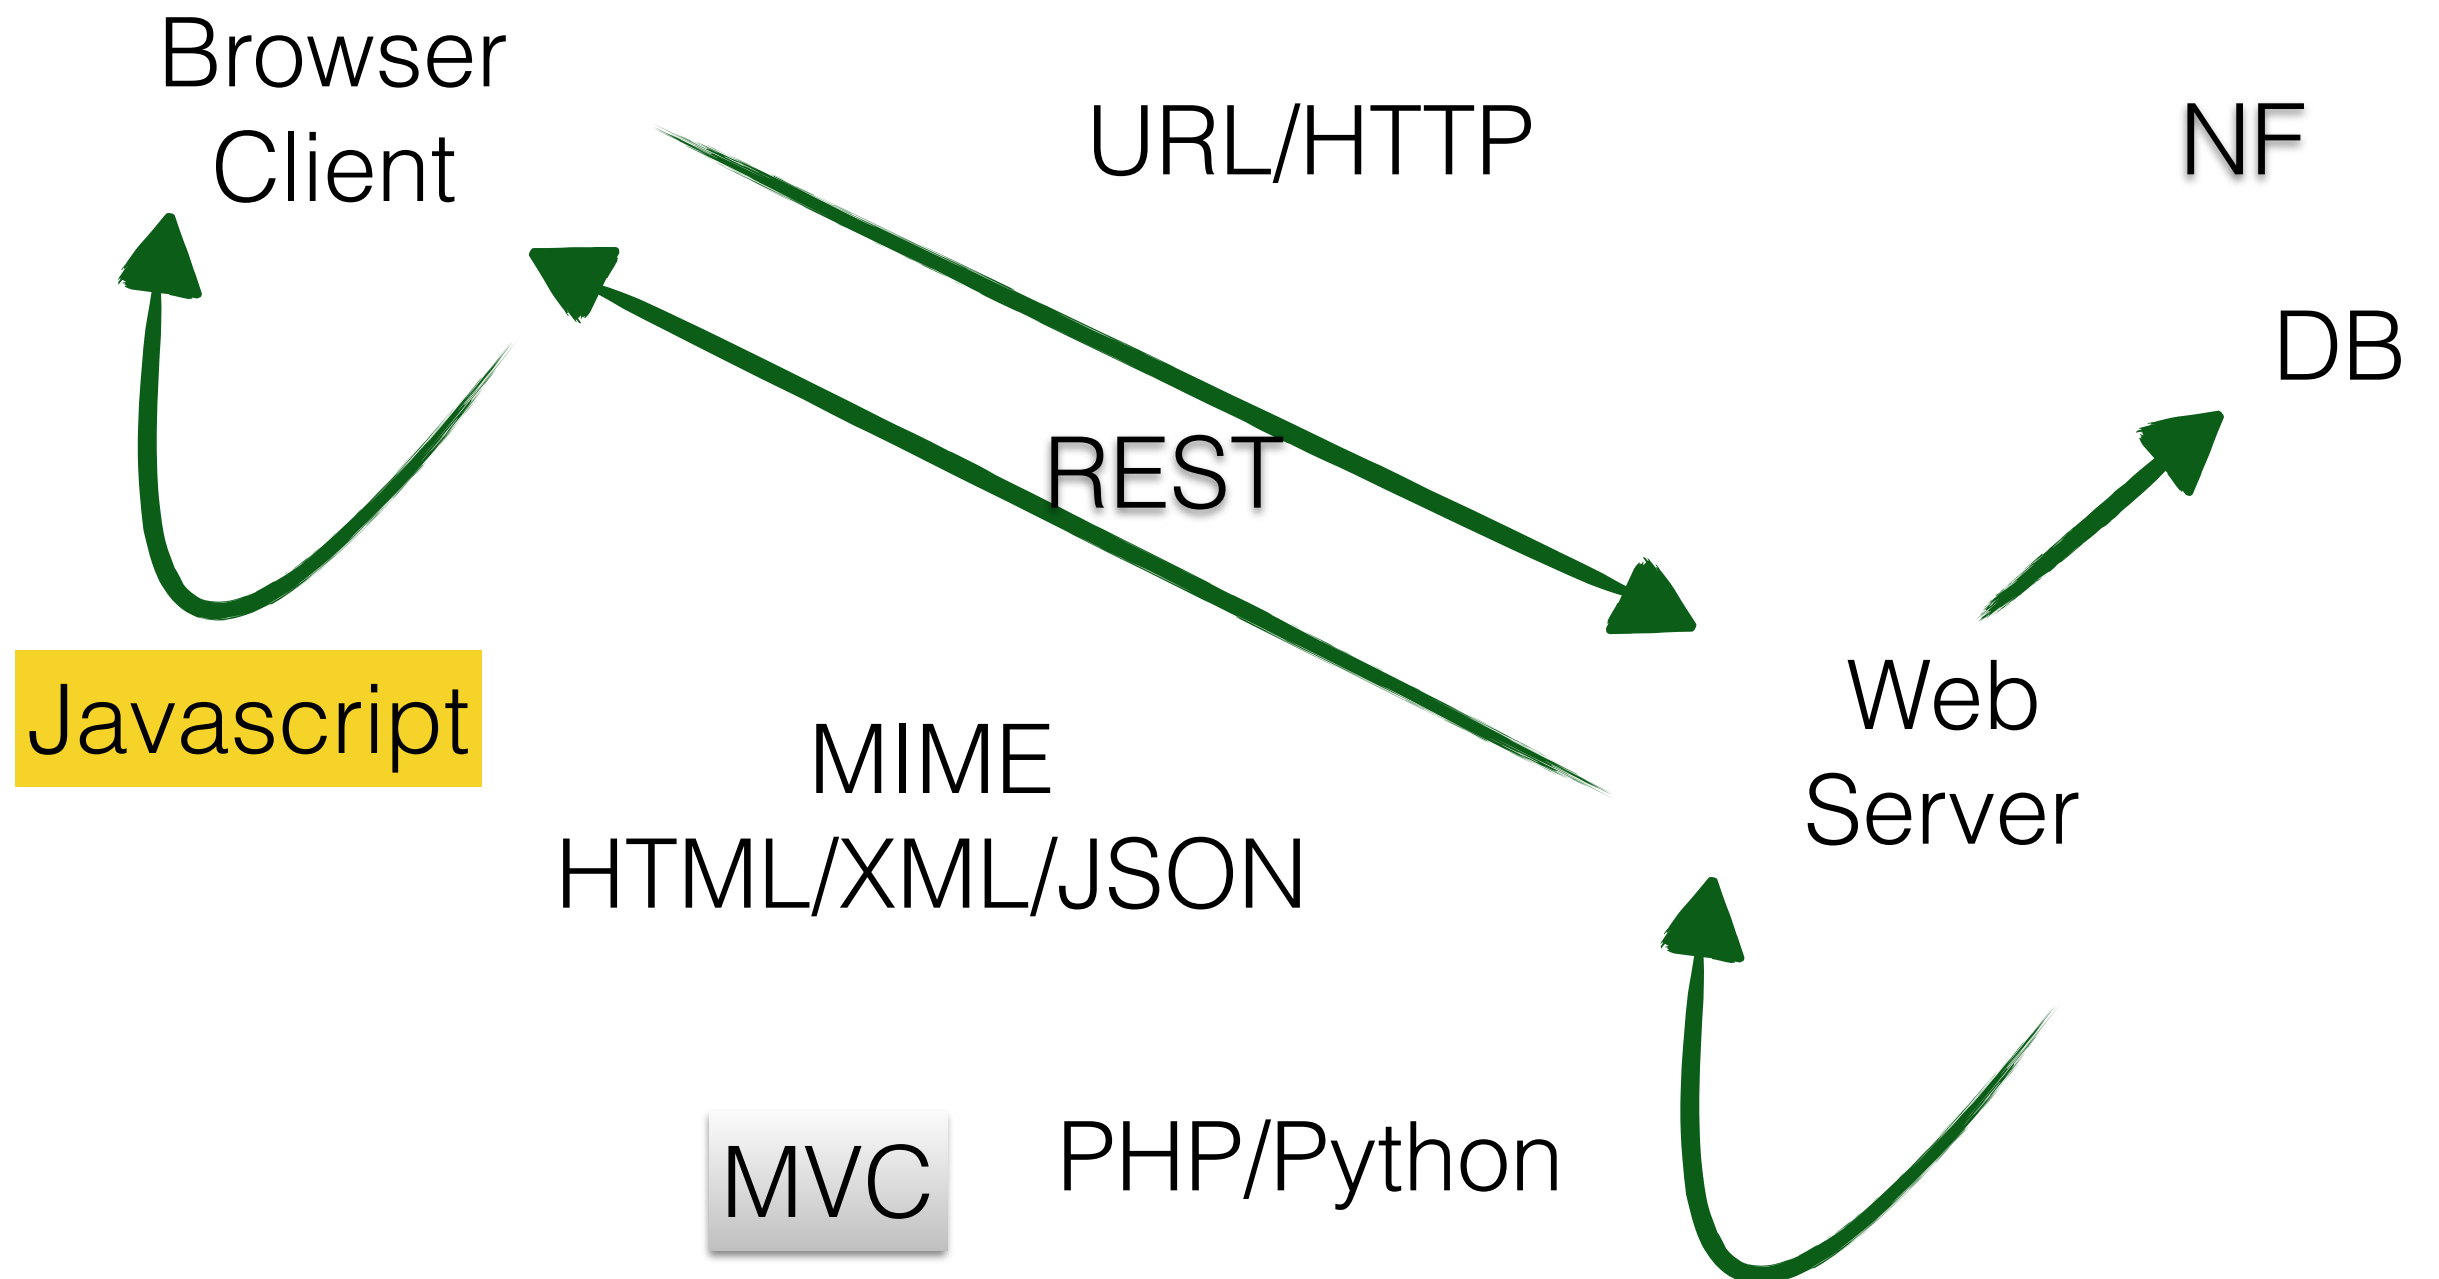 Browser
Client
URL/HTTP
NF
DB
REST
Javascript
MIME
HTML/XML/JSON
Web
Server
MVC
PHP/Python